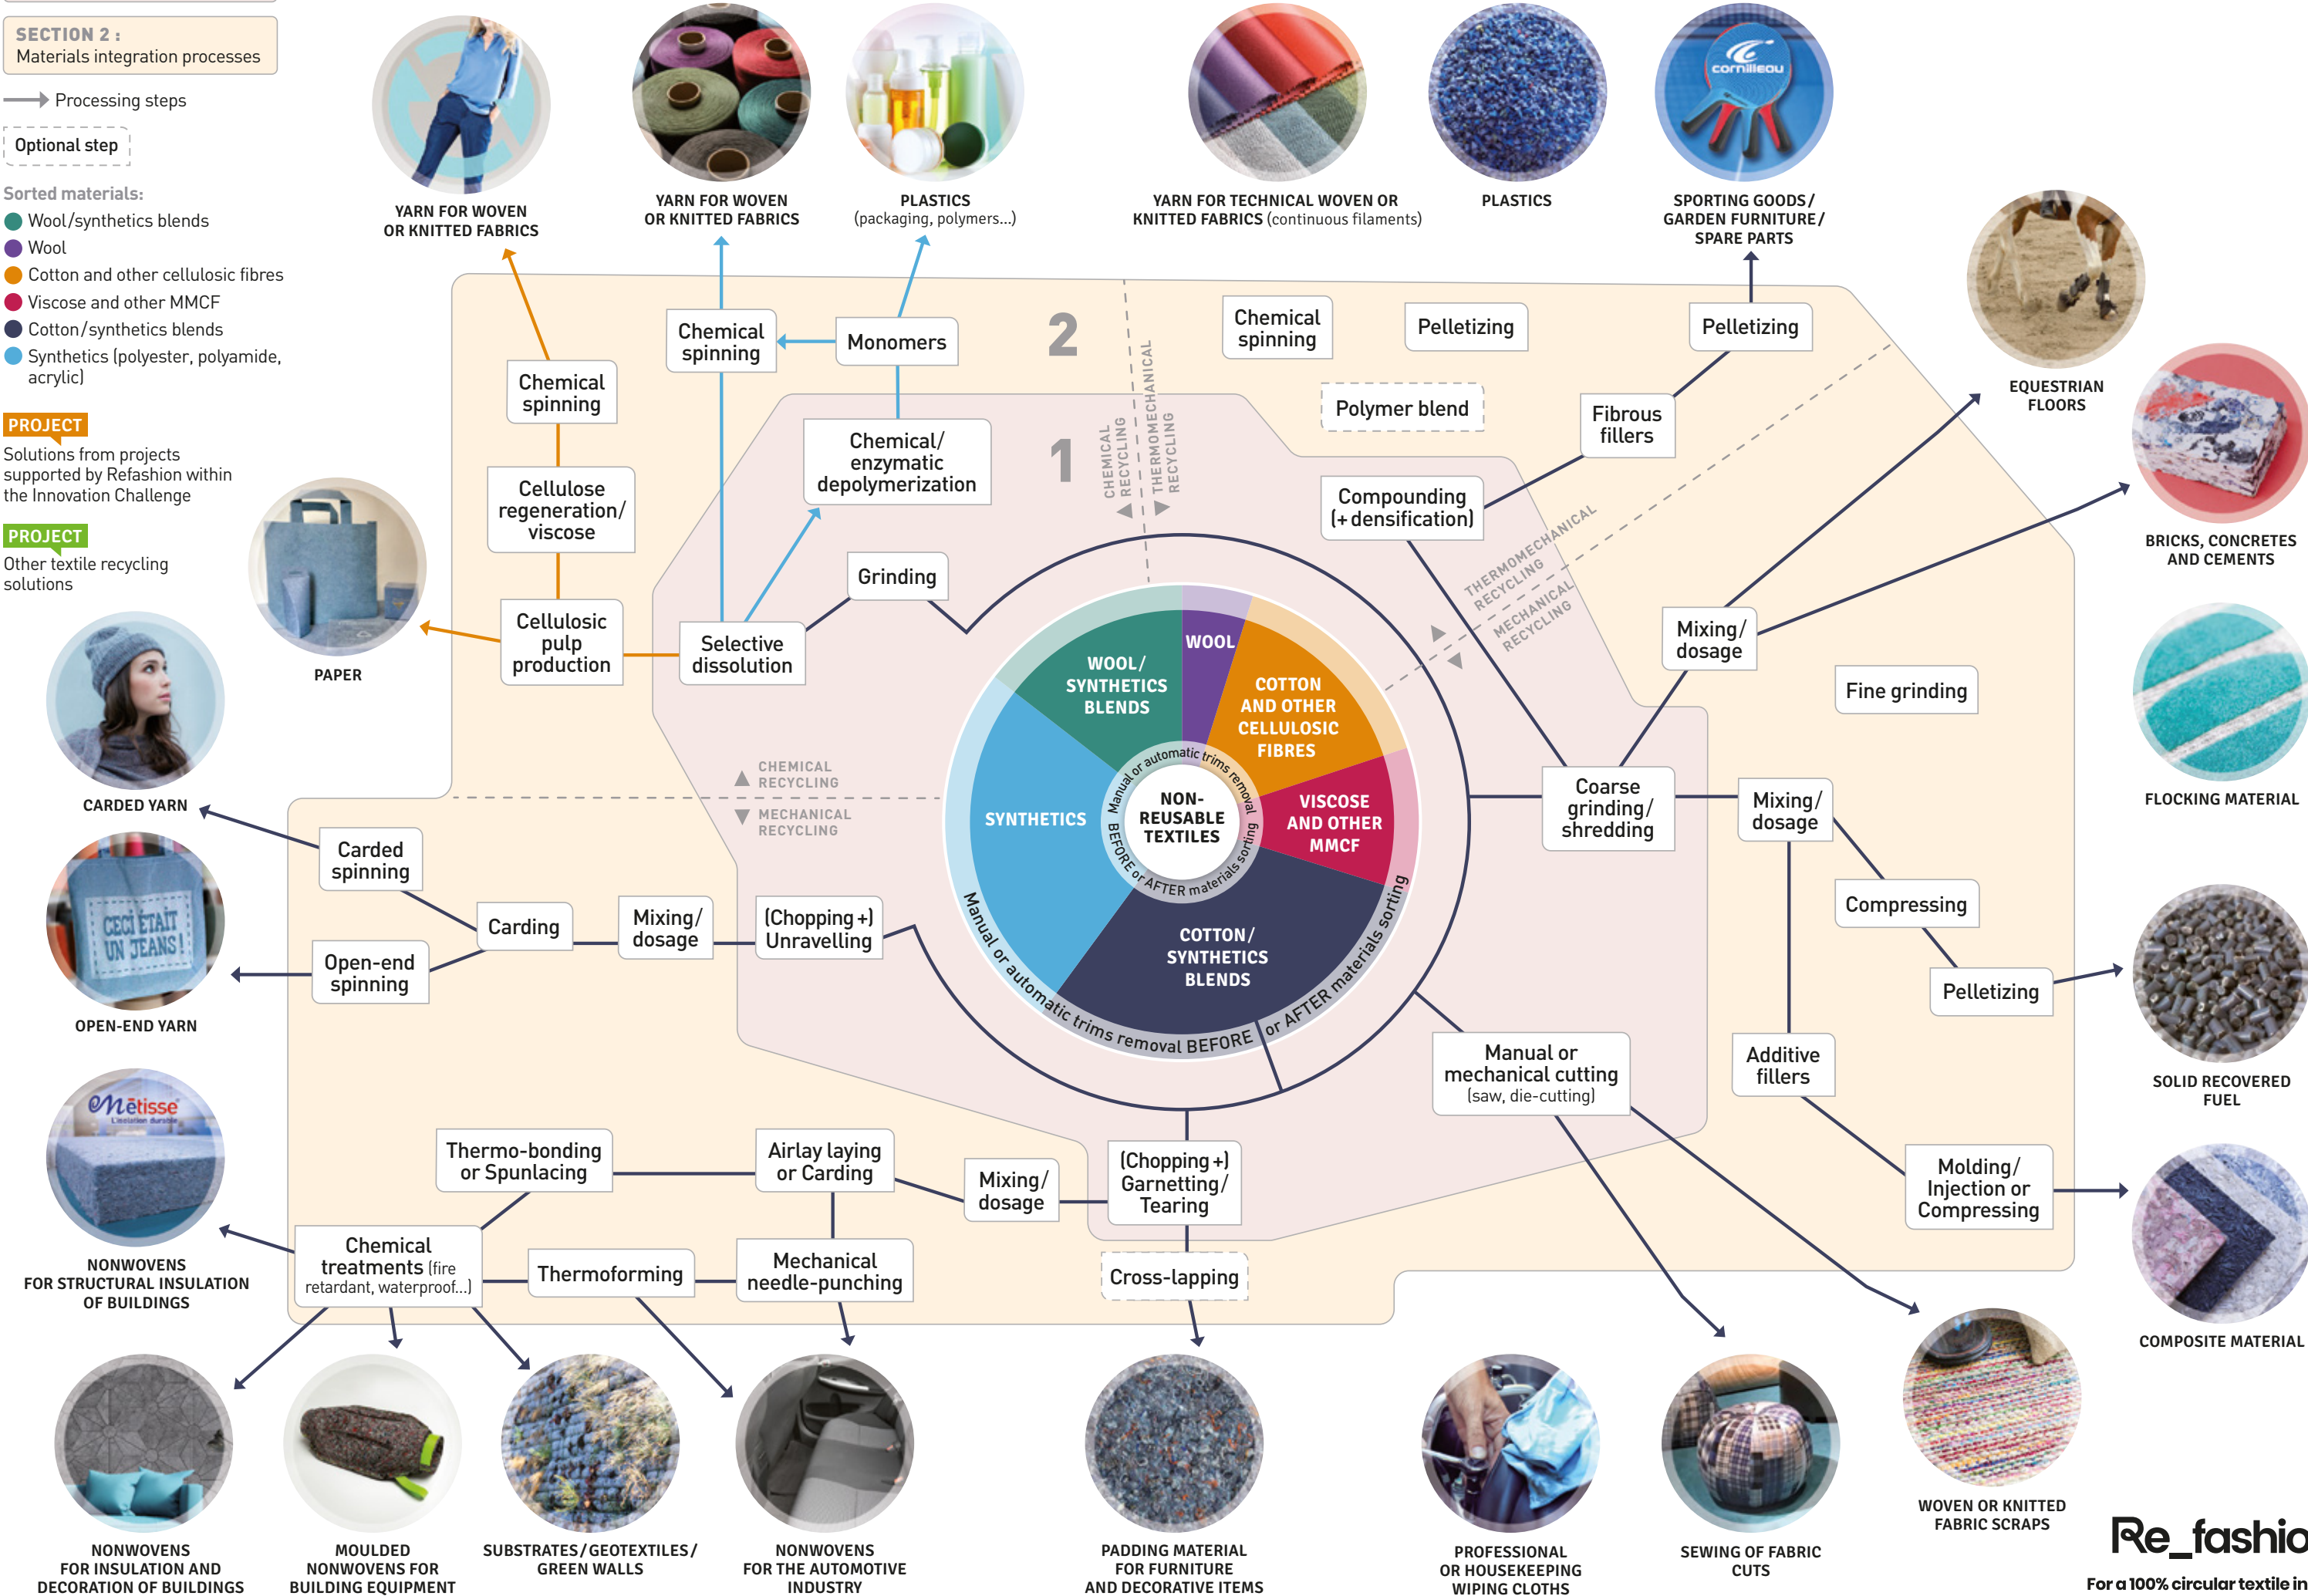 SECTION 2 :
Materials integration processes
Processing steps
Optional step
Sorted materials:
Wool/synthetics blends
Wool
Cotton and other cellulosic fibres
Viscose and other MMCF
Cotton/synthetics blends
Synthetics (polyester, polyamide,
acrylic)
PROJECT
Solutions from projects
supported by Refashion within
the Innovation Challenge
PROJECT
Other textile recycling
solutions
YARN FOR WOVEN
OR KNITTED FABRICS
YARN FOR WOVEN
OR KNITTED FABRICS
PLASTICS
(packaging, polymers...)
YARN FOR TECHNICAL WOVEN OR
KNITTED FABRICS (continuous filaments)
PLASTICS
cornilleau
SPORTING GOODS/
GARDEN FURNITURE/
SPARE PARTS
EQUESTRIAN
FLOORS
BRICKS, CONCRETES
AND CEMENTS
FLOCKING MATERIAL
SOLID RECOVERED
FUEL
COMPOSITE MATERIAL
Chemical
spinning
Monomers
2
Chemical
spinning
Pelletizing
Pelletizing
Chemical
spinning
Polymer blend
Fibrous
fillers
Chemical/
enzymatic
depolymerization
1
CHEMICAL
RECYCLING
THERMOMECHANICAL
RECYCLING
Cellulose
regeneration/
viscose
Compounding
(+ densification)
THERMOMECHANICAL
RECYCLING
MECHANICAL
RECYCLING
Grinding
Cellulosic
pulp
production
Selective
dissolution
Mixing/
dosage
Fine grinding
PAPER
WOOL/
SYNTHETICS
BLENDS
WOOL
COTTON
AND OTHER
CELLULOSIC
FIBRES
VISCOSE
AND OTHER
MMCF
COTTON/
SYNTHETICS
BLENDS
SYNTHETICS
NON-
REUSABLE
TEXTILES
Manual or automatic trims removal
BEFORE or AFTER materials sorting
Manual or automatic trims removal BEFORE or AFTER materials sorting
CHEMICAL
RECYCLING
MECHANICAL
RECYCLING
Coarse
grinding/
shredding
Mixing/
dosage
Compressing
Pelletizing
Additive
fillers
Molding/
Injection or
Compressing
Manual or
mechanical cutting
(saw, die-cutting)
CARDED YARN
CECI ÉTAIT
UN JEANS !
OPEN-END YARN
Carded
spinning
Open-end
spinning
Carding
Mixing/
dosage
(Chopping +)
Unravelling
Métisse
L'isolation durable
NONWOVENS
FOR STRUCTURAL INSULATION
OF BUILDINGS
Thermo-bonding
or Spunlacing
Airlay laying
or Carding
Mixing/
dosage
(Chopping +)
Garnetting/
Tearing
Chemical
treatments (fire
retardant, waterproof...)
Thermoforming
Mechanical
needle-punching
Cross-lapping
NONWOVENS
FOR INSULATION AND
DECORATION OF BUILDINGS
MOULDED
NONWOVENS FOR
BUILDING EQUIPMENT
SUBSTRATES/GEOTEXTILES/
GREEN WALLS
NONWOVENS
FOR THE AUTOMOTIVE
INDUSTRY
PADDING MATERIAL
FOR FURNITURE
AND DECORATIVE ITEMS
PROFESSIONAL
OR HOUSEKEEPING
WIPING CLOTHS
SEWING OF FABRIC
CUTS
WOVEN OR KNITTED
FABRIC SCRAPS
Re_fashio
For a 100% circular textile in